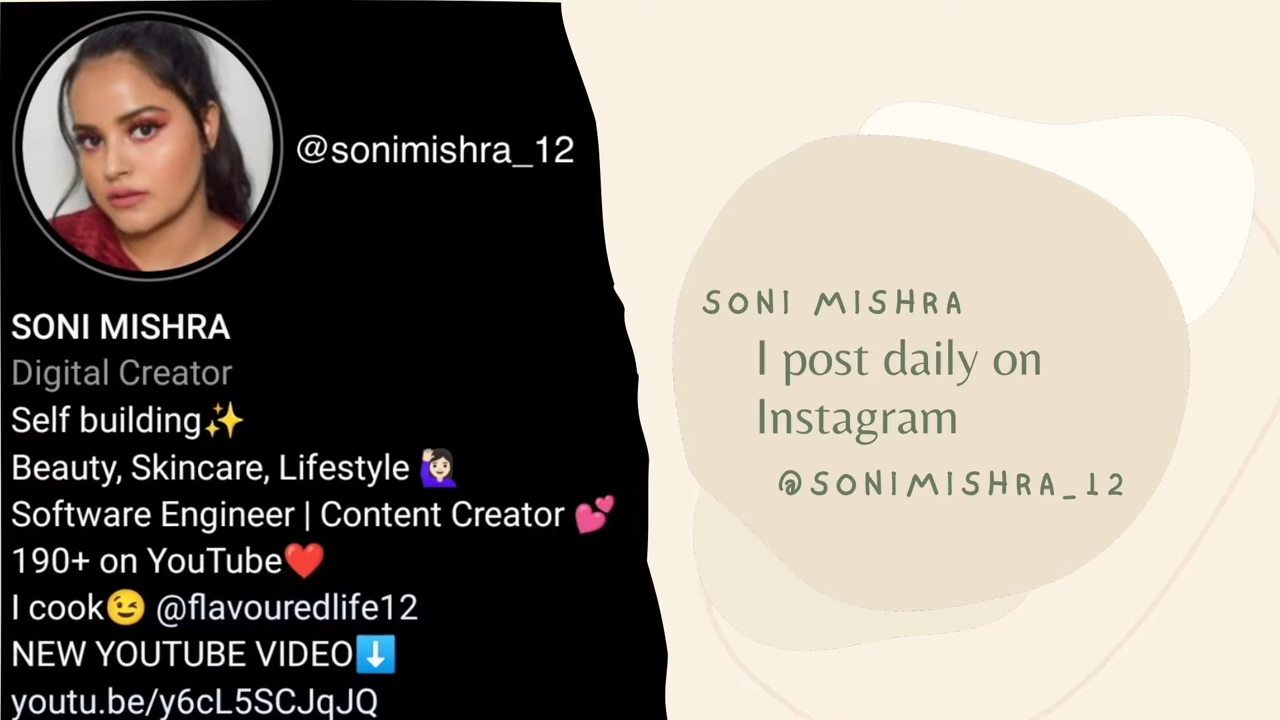 @sonimishra_12
SONI MISHRA
Digital Creator
Self building✨
Beauty, Skincare, Lifestyle 🙋🏻‍♀️
Software Engineer | Content Creator 💕
190+ on YouTube❤️
I cook😉 @flavouredlife12
NEW YOUTUBE VIDEO⬇️
youtu.be/y6cL5SCJqJQ
SONI MISHRA
I post daily on
Instagram
@SONIMISHRA_12